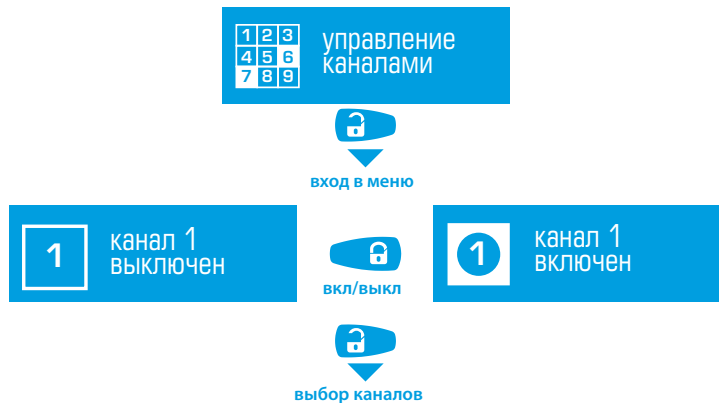 1 2 3
4 5 6
7 8 9
управление
каналами
вход в меню
1
канал 1
выключен
вкл/выкл
1
канал 1
включен
выбор каналов